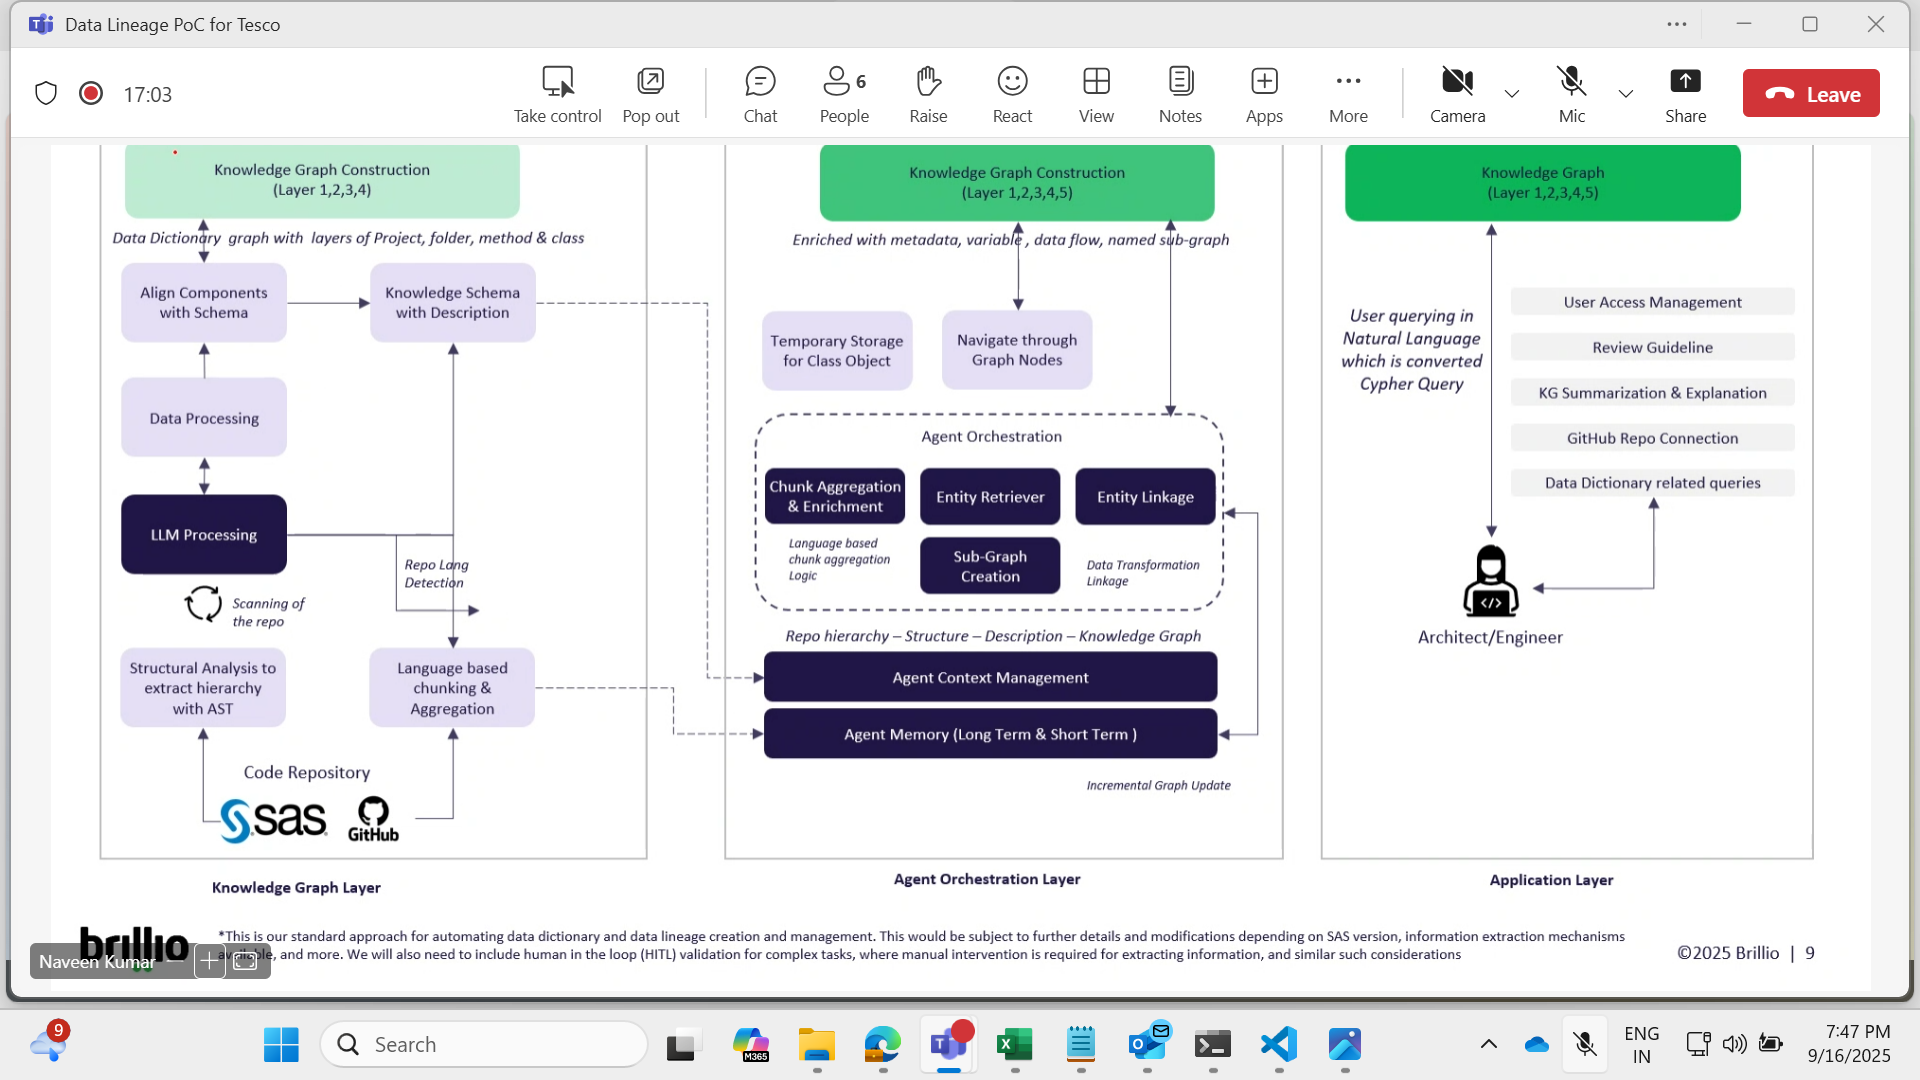 Data Lineage PoC for Tesco
17:03
Take control
Pop out
Chat
6
People
Raise
React
View
Notes
Apps
More
Camera
Mic
Share
Leave
Knowledge Graph Construction
(Layer 1,2,3,4)
Data Dictionary graph with layers of Project, folder, method & class
Align Components
with Schema
Knowledge Schema
with Description
Data Processing
LLM Processing
Repo Lang
Detection
Scanning of
the repo
Structural Analysis to
extract hierarchy
with AST
Language based
chunking &
Aggregation
Code Repository
sas
GitHub
Knowledge Graph Layer
Knowledge Graph Construction
(Layer 1,2,3,4,5)
Enriched with metadata, variable , data flow, named sub-graph
Temporary Storage
for Class Object
Navigate through
Graph Nodes
Agent Orchestration
Chunk Aggregation
& Enrichment
Entity Retriever
Entity Linkage
Language based
chunk aggregation
Logic
Sub-Graph
Creation
Data Transformation
Linkage
Repo hierarchy – Structure – Description – Knowledge Graph
Agent Context Management
Agent Memory (Long Term & Short Term )
Incremental Graph Update
Agent Orchestration Layer
Knowledge Graph
(Layer 1,2,3,4,5)
User querying in
Natural Language
which is converted
Cypher Query
User Access Management
Review Guideline
KG Summarization & Explanation
GitHub Repo Connection
Data Dictionary related queries
Architect/Engineer
Application Layer
brillio
*This is our standard approach for automating data dictionary and data lineage creation and management. This would be subject to further details and modifications depending on SAS version, information extraction mechanisms
available, and more. We will also need to include human in the loop (HITL) validation for complex tasks, where manual intervention is required for extracting information, and similar such considerations
©2025 Brillio | 9
Naveen Kumar
9
Search
M365
ENG
IN
7:47 PM
9/16/2025